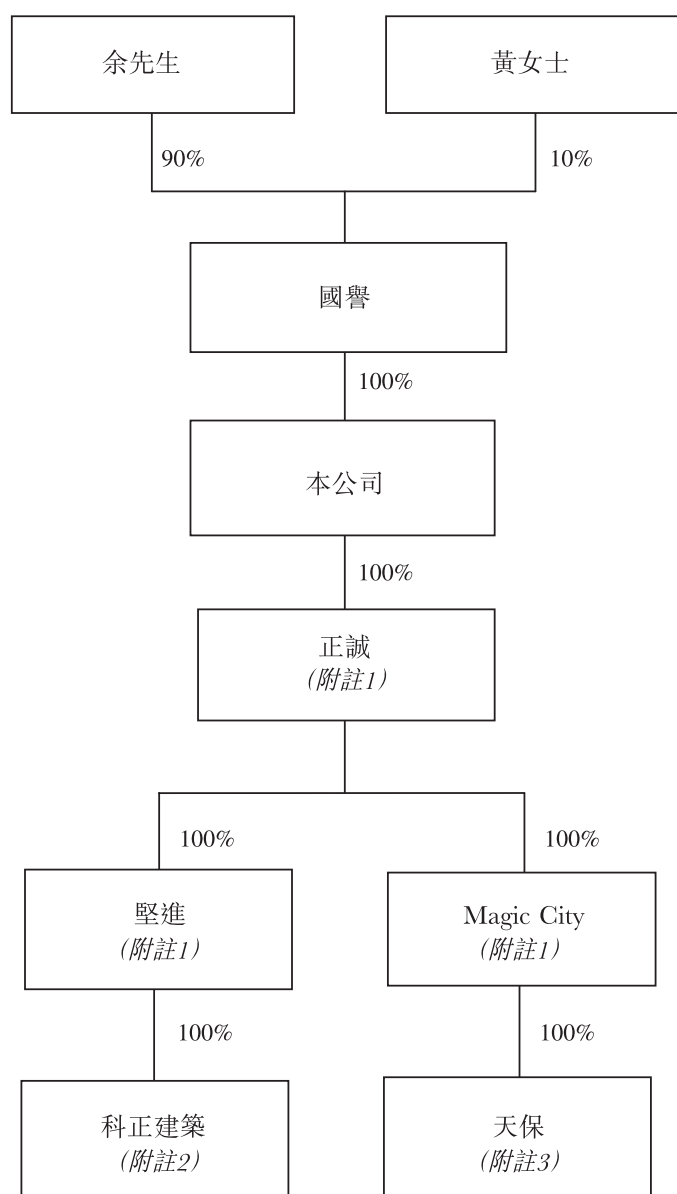 余先生
黃女士
90%
10%
國譽
100%
本公司
100%
正誠
(附註1)
100%
100%
堅進
(附註1)
Magic City
(附註1)
100%
100%
科正建築
(附註2)
天保
(附註3)